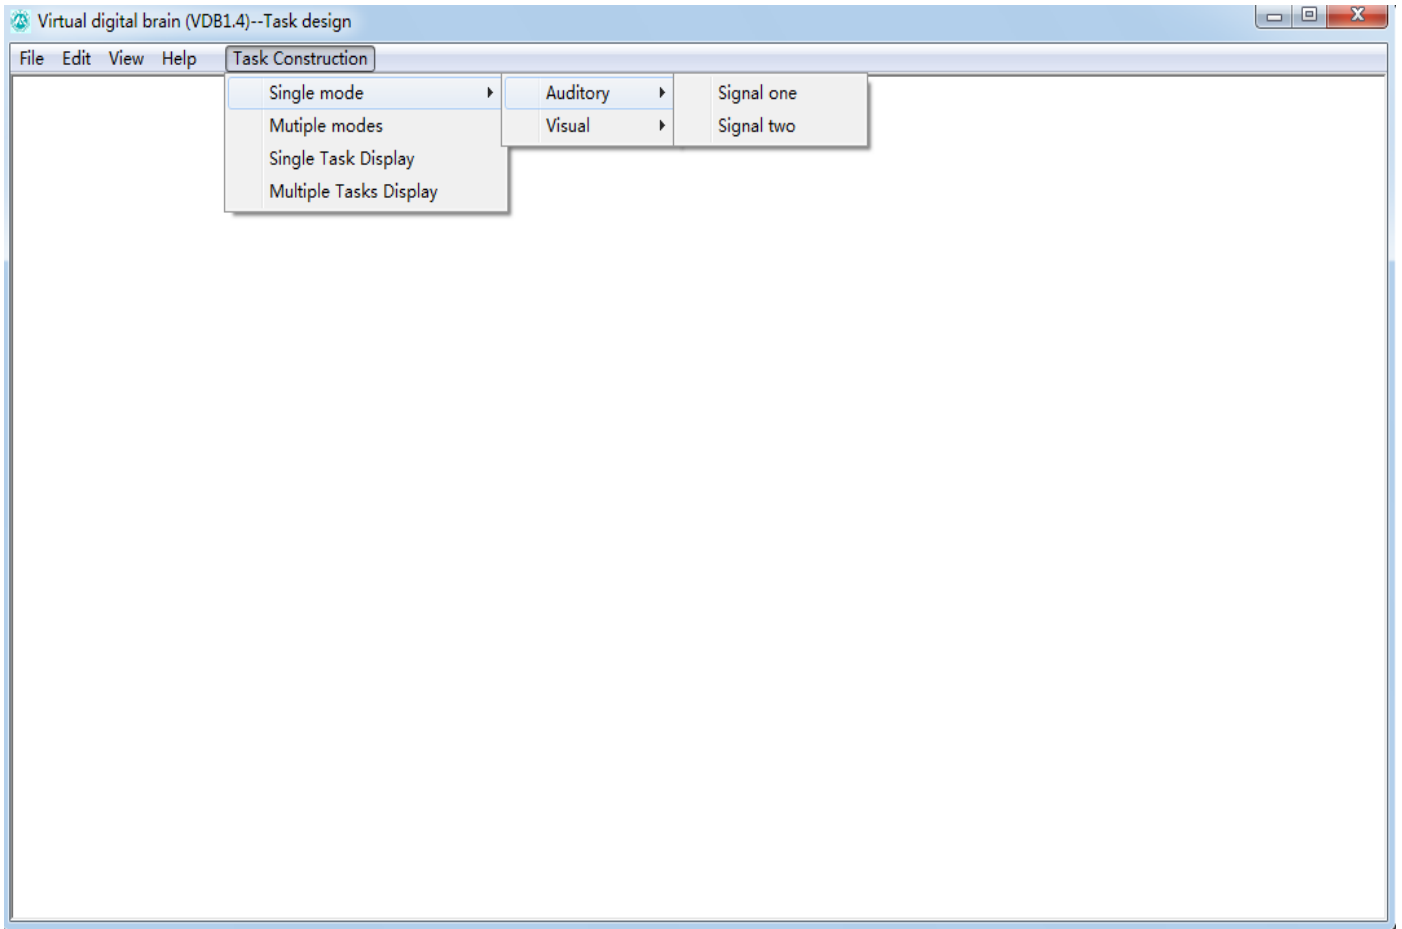 Virtual digital brain (VDB1.4)--Task design
File Edit View Help Task Construction
Single mode Auditory Signal one
Mutiple modes Visual Signal two
Single Task Display
Multiple Tasks Display